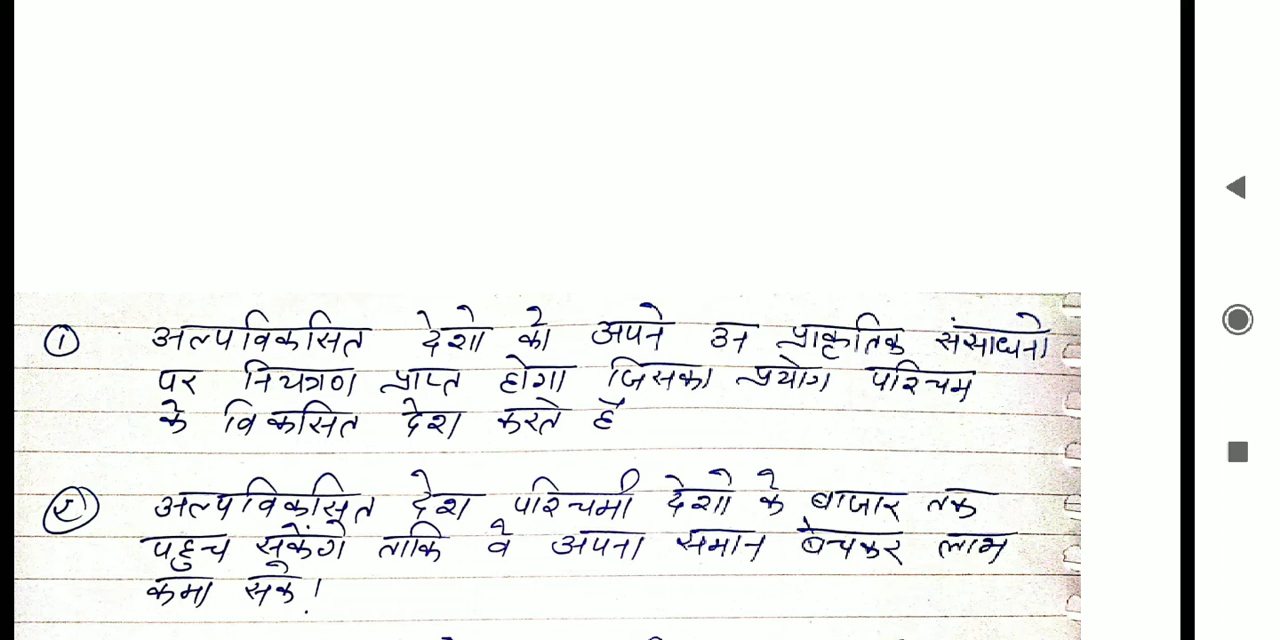 ① अल्पविकसित देशो को अपने उन प्राकृतिक संसाधनो
पर नियत्रण प्राप्त होगा जिसका प्रयोग पश्चिम
के विकसित देश करते है
② अल्पविकसित देश पश्चिमी देशो के बाजार तक
पहुच सकेंगे ताकि वे अपना समान बेचकर लाभ
कमा सके!